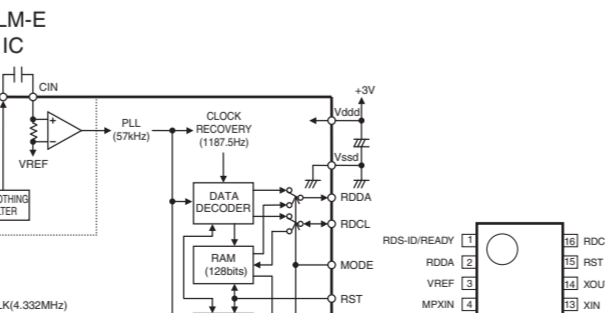 LM-E
IC
CIN
+3V
Vddd
PLL
(57kHz)
CLOCK
RECOVERY
(1187.5Hz)
VREF
Vssd
OTHING
LTER
DATA
DECODER
RDDA
RDCL
RAM
(128bits)
MODE
RST
LK(4.332MHz)
RDS-ID/READY 1
RDDA 2
VREF 3
MPXIN 4
16 RDC
15 RST
14 XOU
13 XIN